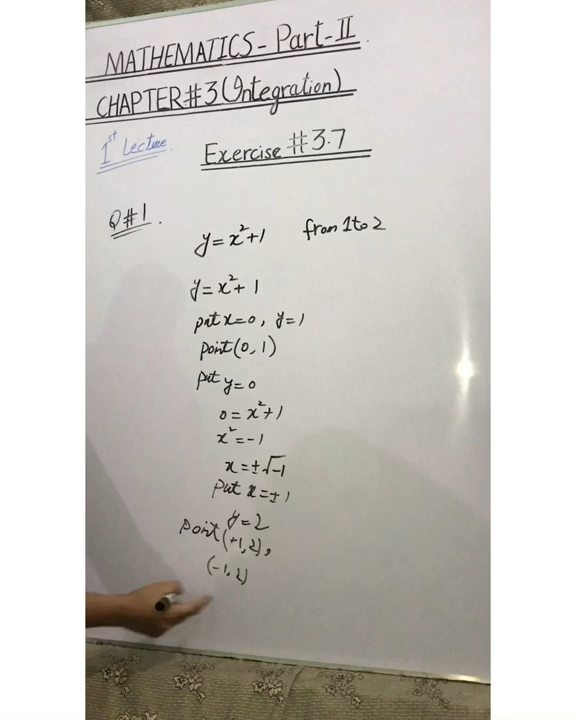 MATHEMATICS - Part-II.
CHAPTER#3(Integration)
1st Lecture.
Exercise #3.7
Q#1.
y=x²+1 from 1 to 2
y=x²+1
put x=0, y=1
point(0,1)
put y=0
0=x²+1
x²=-1
x=±√-1
put x=±1
y=2
point(+1,2),
(-1,2)